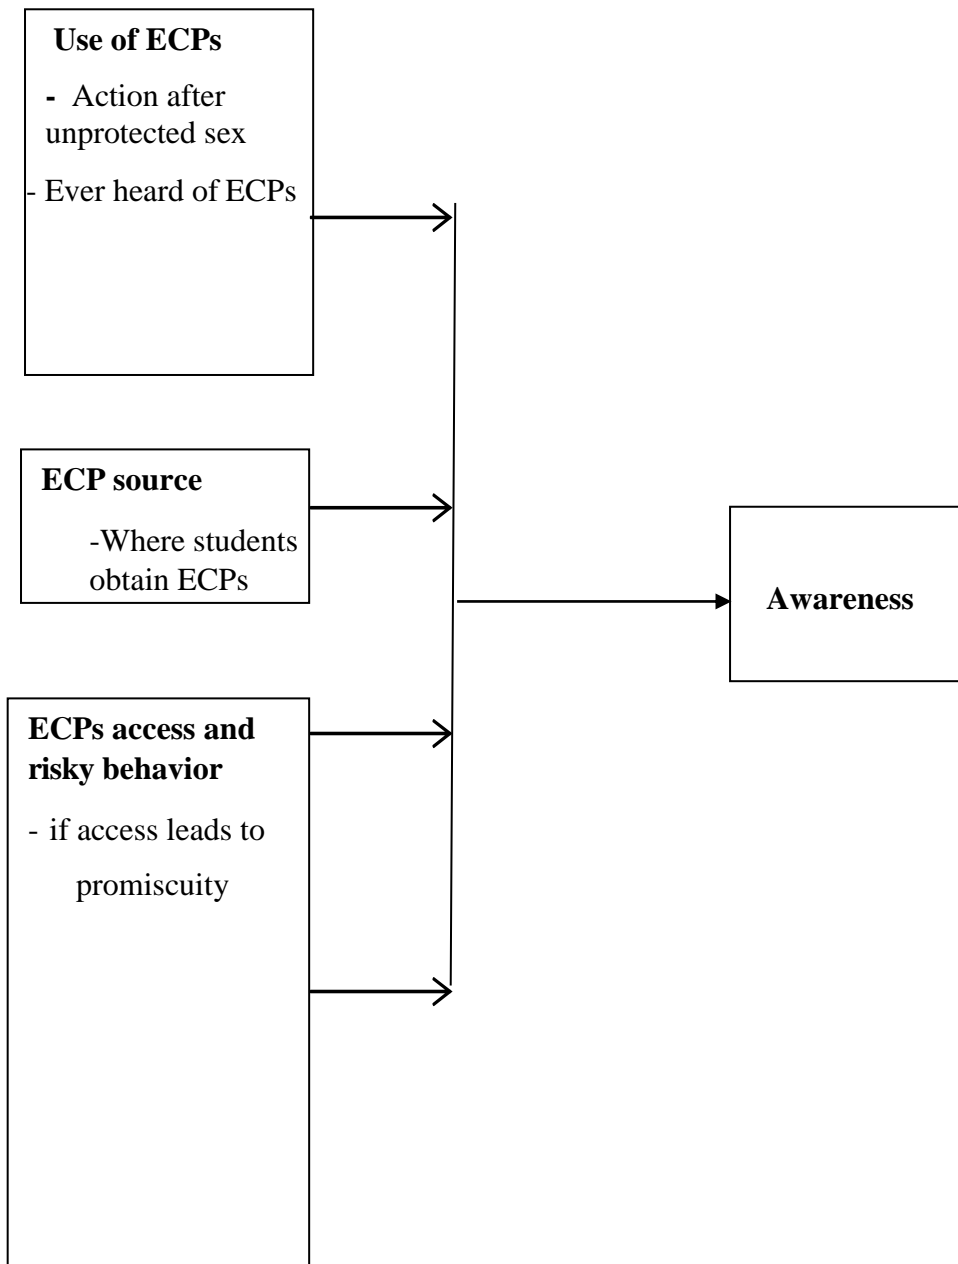 Use of ECPs
- Action after
unprotected sex
- Ever heard of ECPs
ECP source
-Where students
obtain ECPs
Awareness
ECPs access and
risky behavior
- if access leads to
promiscuity